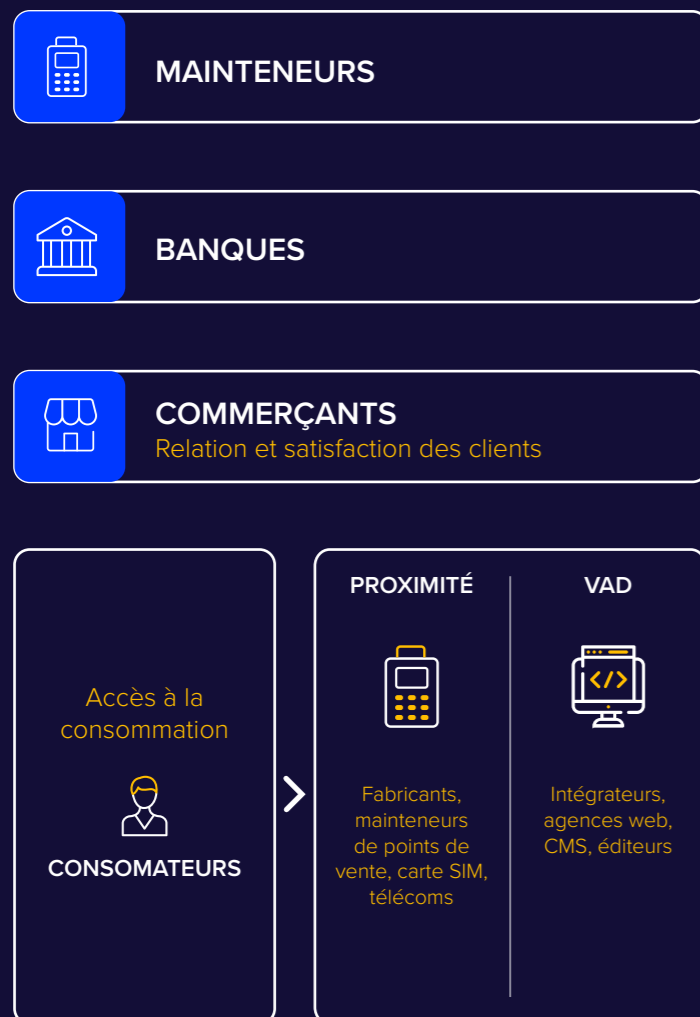 MAINTENEURS
BANQUES
COMMERÇANTS
Relation et satisfaction des clients
Accès à la
consommation
CONSOMATEURS
PROXIMITÉ
Fabricants,
mainteneurs
de points de
vente, carte SIM,
télécoms
VAD
</>
Intégrateurs,
agences web,
CMS, éditeurs